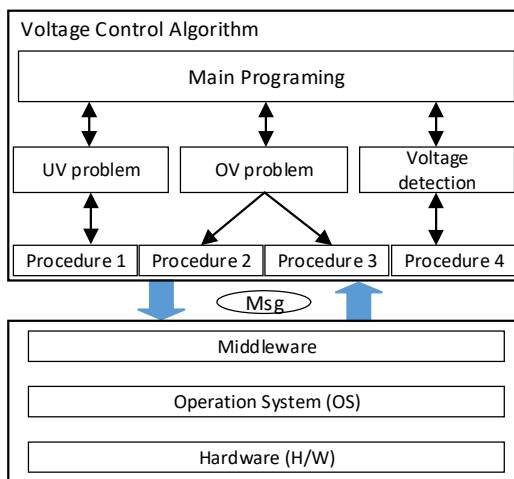 Voltage Control Algorithm
Main Programing
UV problem
OV problem
Voltage
detection
Procedure 1
Procedure 2
Procedure 3
Procedure 4
Msg
Middleware
Operation System (OS)
Hardware (H/W)